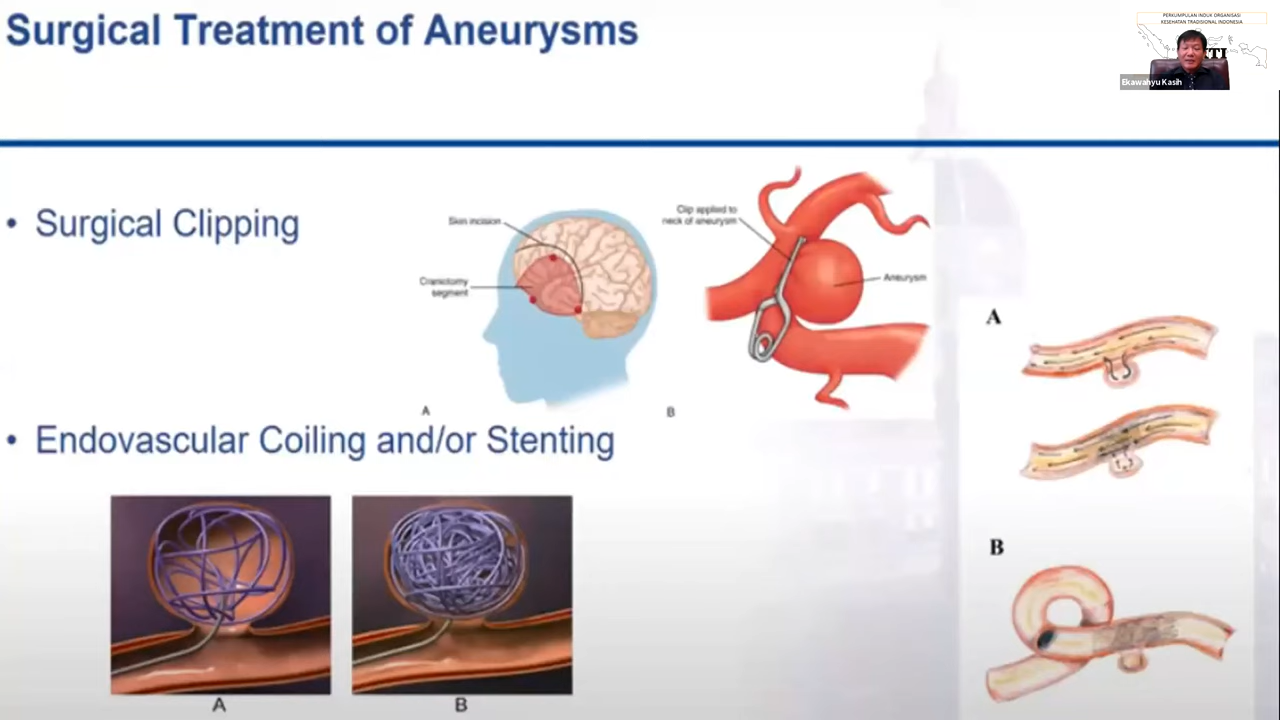 Surgical Treatment of Aneurysms
PERKUMPULAN INDUK ORGANISASI
KESEHATAN TRADISIONAL INDONESIA
Ekawahyu Kasih
• Surgical Clipping
Skin incision
Craniotomy
segment
A
Clip applied to
neck of aneurysm
Aneurysm
B
• Endovascular Coiling and/or Stenting
A
B
A
B